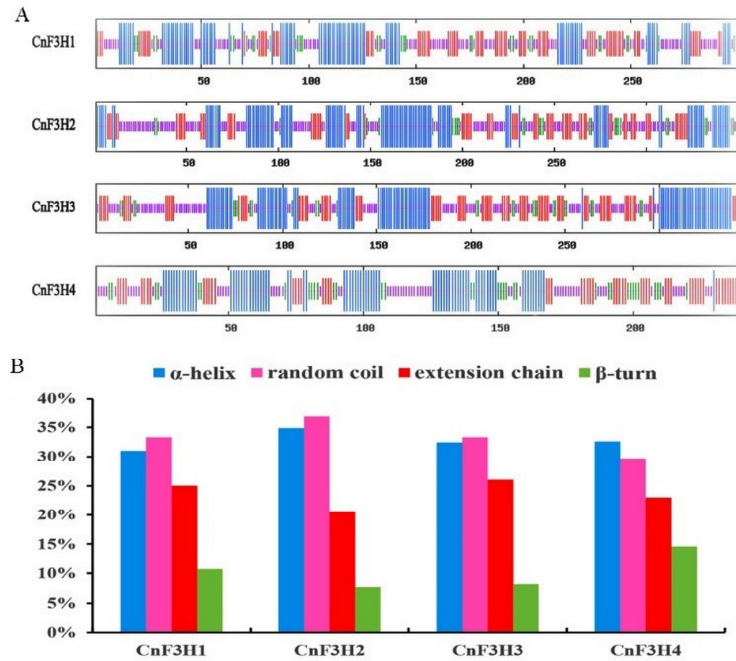 A
CnF3H1
50 100 150 200 250
CnF3H2
50 100 150 200 250
CnF3H3
50 100 150 200 250
CnF3H4
50 100 150 200
B
α-helix random coil extension chain β-turn
40%
35%
30%
25%
20%
15%
10%
5%
0%
CnF3H1 CnF3H2 CnF3H3 CnF3H4